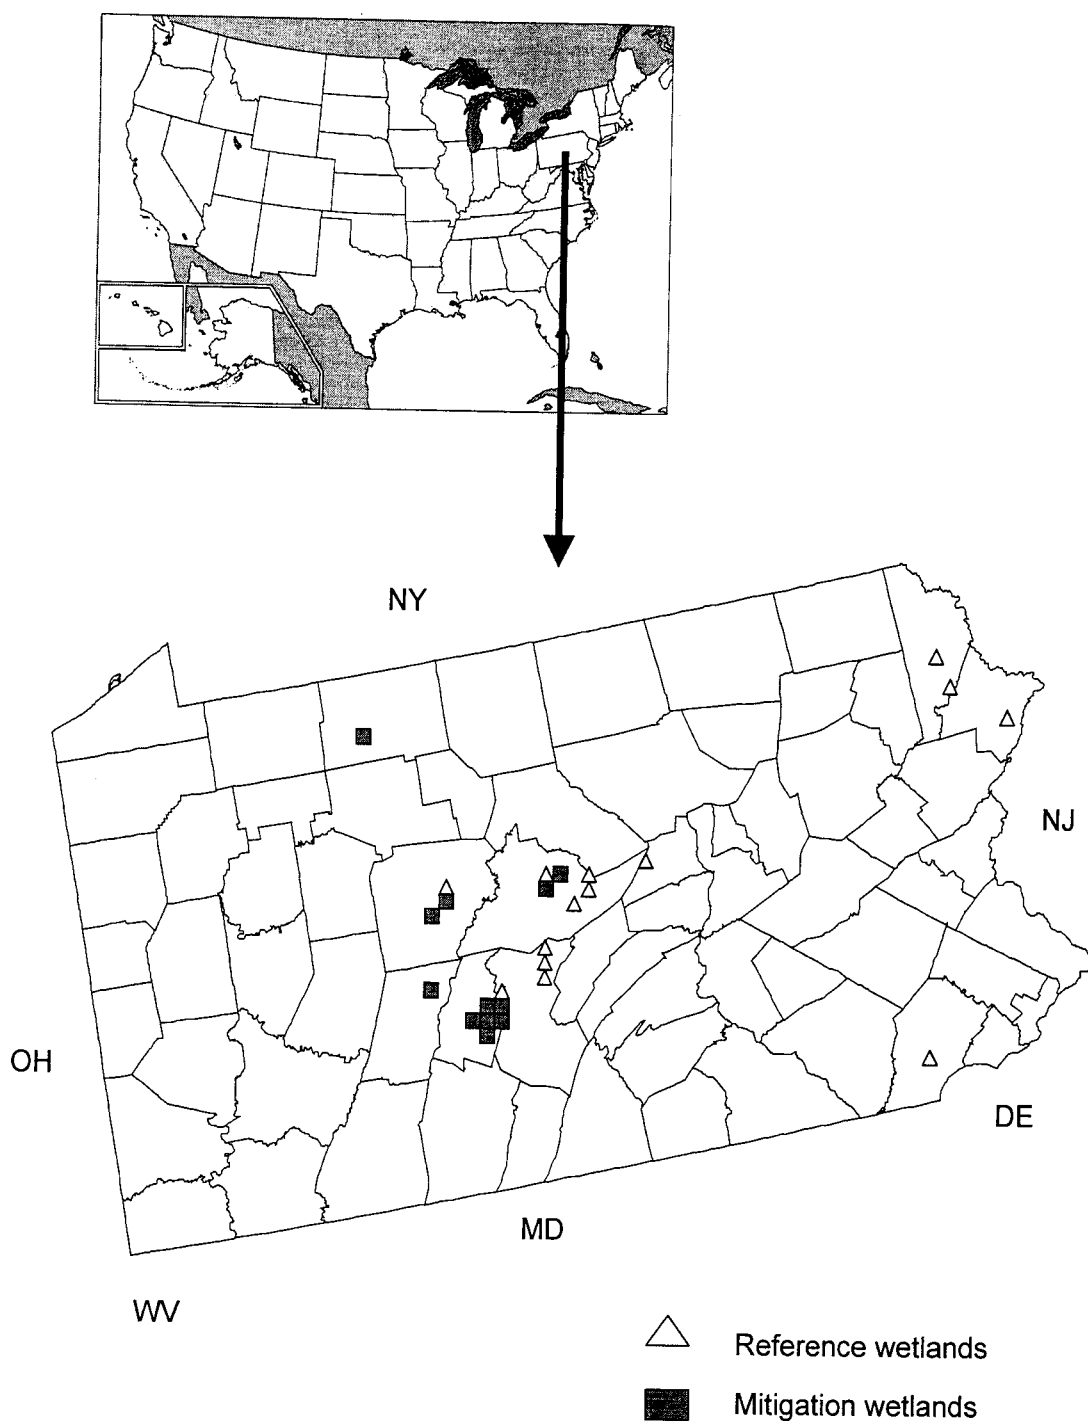 NY
NJ
OH
DE
MD
WV
Reference wetlands
Mitigation wetlands